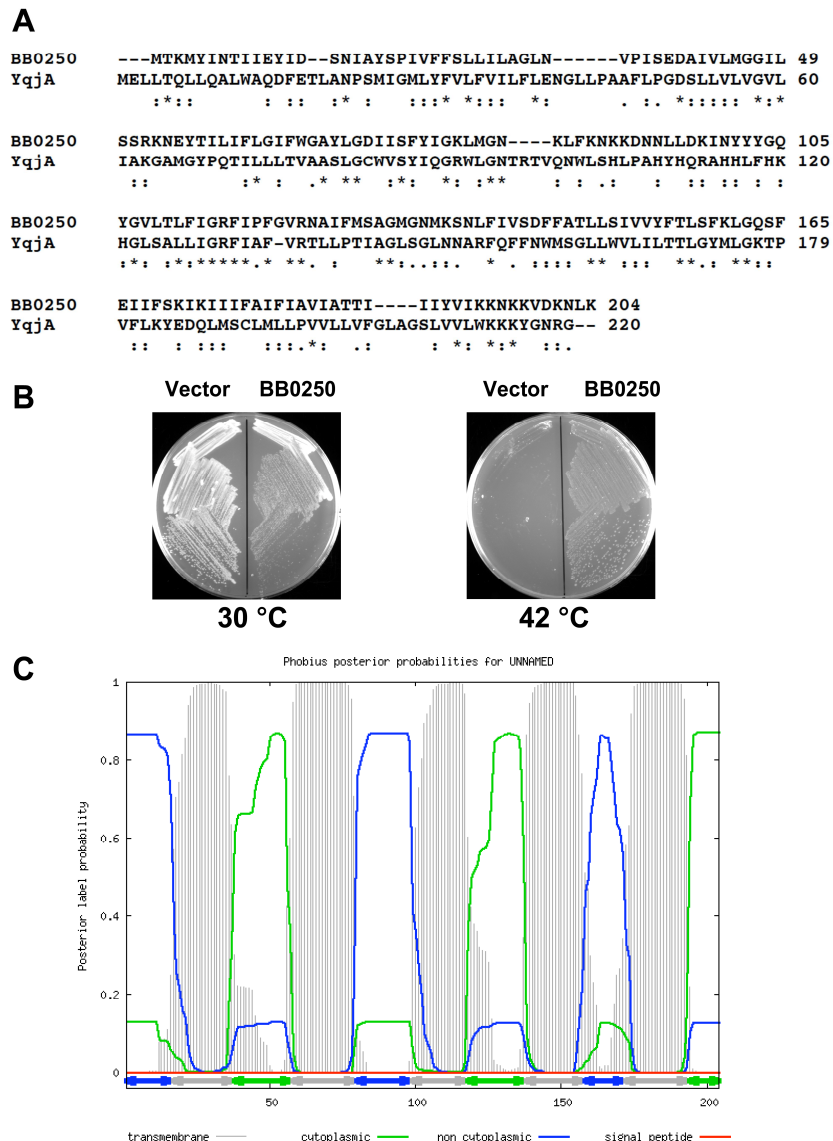 A
BB0250 ---MTKMYINTIIEYID--SNIAYSPIVFFSLLILAGLN------VPISEDAIVLMGGIL 49
YqjA MELLTQLLQALWAQDFETLANPSMIGMLYFVLFVILFLENGLLPAAFLPGDSLLVLVGVL 60
:*:: : :: :* : :::: * :: *: . :. *::::: : *
BB0250 SSRKNEYTILIFLGIFWGAYLGDIISFYIGKLMGN----KLFKNKKDNNLLDKINYYYGQ 105
YqjA IAKGAMGYPQTILLLTVAASLGCWVSYIQGRWLGNTRTVQNWLSHLPAHYHQRAHHLFHK 120
:: :* : .* ** :*: *: :** : : .: : : :: : : :
BB0250 YGVLTLFIGRFIPFGVRNAIFMSAGMGNMKSNLFIVSDFFATLLSIVVYFTLSFKLGQSF 165
YqjA HGLSALLIGRFIAF-VRTLLPTIAGLSGLNNARFQFFNWMSGLLWVLILTTLGYMLGKTP 179
:*: :*:*****.* **. : **:..::. * . :::: ** ::: **.: **::
BB0250 EIIFSKIKIIIFAIFIAVIATTI----IIYVIKKNKKVDNLK 204
YqjA VFLKYEDQLMSCLMLLPVVLLVFGLAGSLVVLWKKKYGNRG-- 220
:: : ::: :::.*: .: : *: *:* ::.
B
Vector BB0250 Vector BB0250
30 °C 42 °C
C
Phobius posterior probabilities for UNNAMED
1
0.8
0.6
0.4
0.2
0
Posterior label probability
50 100 150 200
transmembrane cytoplasmic non cytoplasmic signal peptide